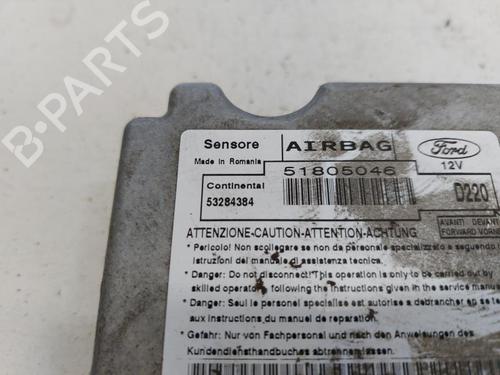 B-PARTS
Sensore AIRBAG Ford
Made in Romania 51805046 12V
Continental D220
53284384
AVANTI DEVANT
FORWARD VORNE
ATTENZIONE-CAUTION-ATTENTION-ACHTUNG
* Pericolo! Non scollegare se non da personale specializzato a seguendo
istruzioni del manuale di assistenza tecnica.
* Danger: Do not disconnect! This operation is only to be carried out by
skilled operators following the instructions given in the service manual
* Danger: Seul le personel specialise est autorise a debrancher en
aux instructions du manuel de reparation.
* Gefahr: Nur von Fachpersonal und nach den Anweisungen des
Kundendiensthandbuches abtrennen lassen.